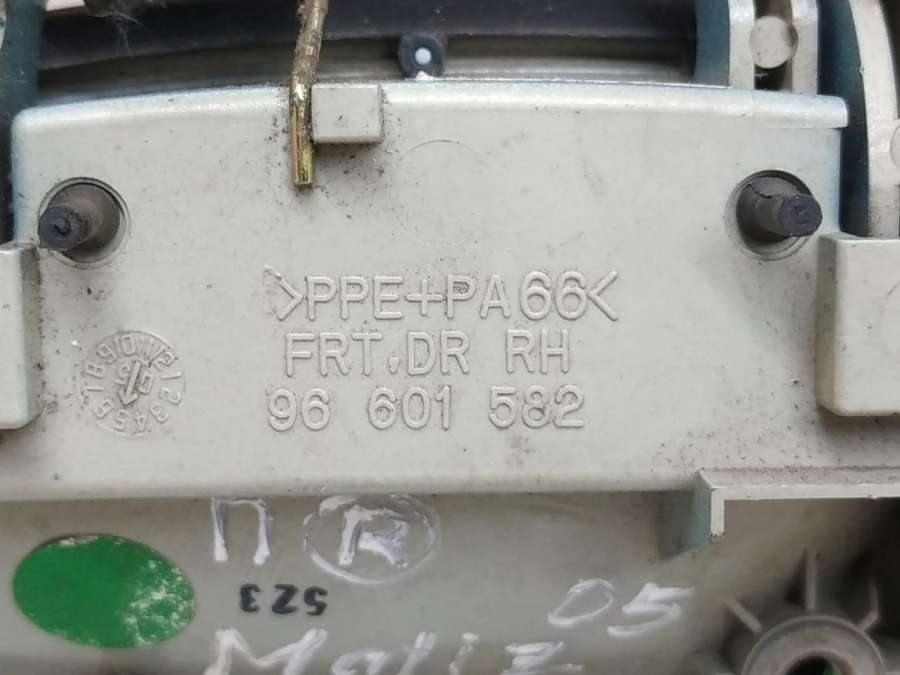 >PPE+PA66<
FRT.DR RH
96 601 582
П R
523
05
Matiz